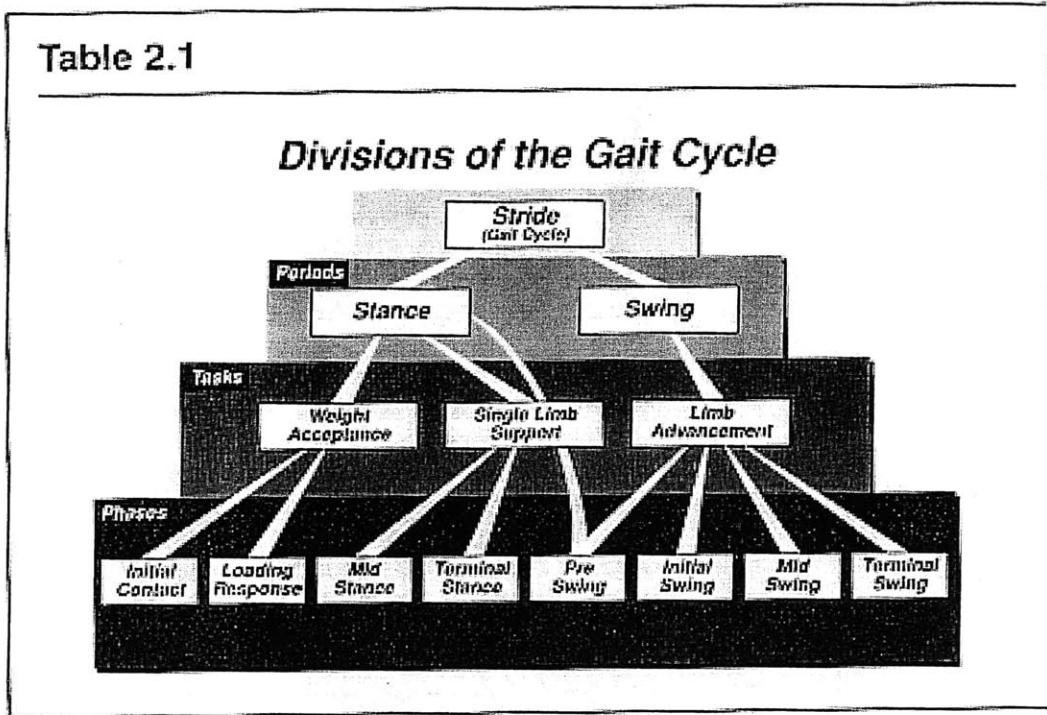 Table 2.1
Divisions of the Gait Cycle
Stride
(Gait Cycle)
Periods
Stance
Swing
Tasks
Weight
Acceptance
Single Limb
Support
Limb
Advancement
Phases
Initial
Contact
Loading
Response
Mid
Stance
Terminal
Stance
Pre
Swing
Initial
Swing
Mid
Swing
Terminal
Swing